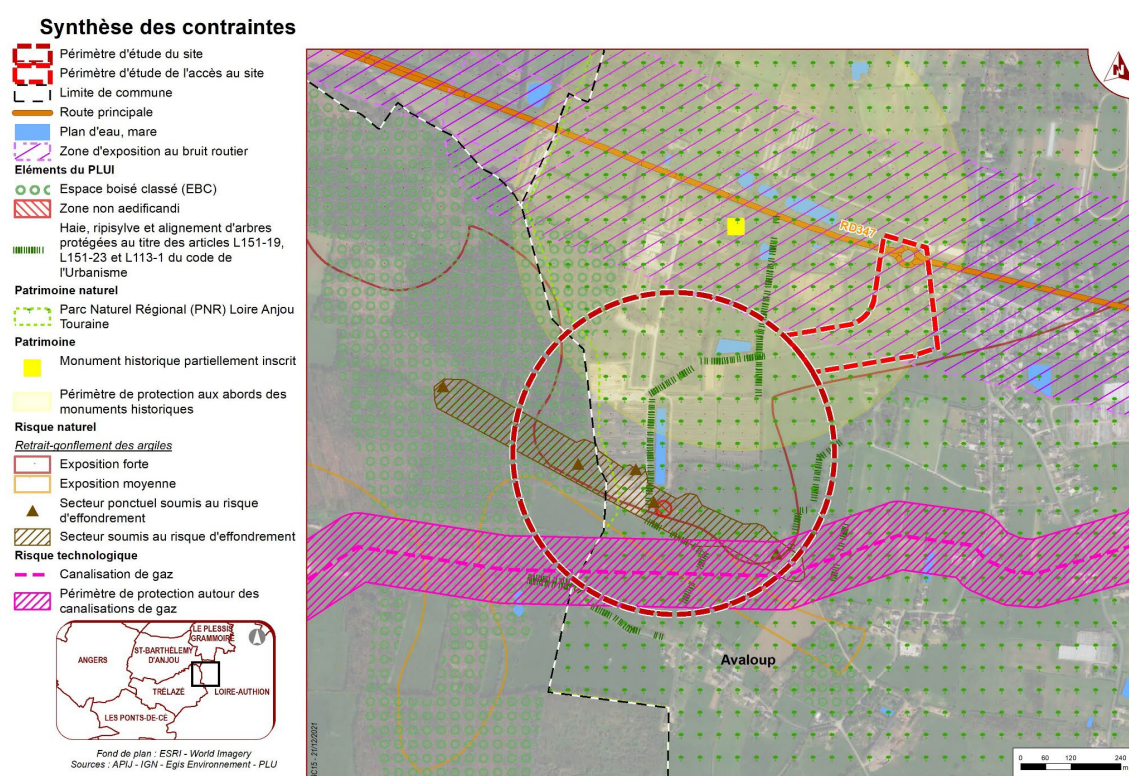 Synthèse des contraintes
Périmètre d'étude du site
Périmètre d'étude de l'accès au site
Limite de commune
Route principale
Plan d'eau, mare
Zone d'exposition au bruit routier
Eléments du PLUI
Espace boisé classé (EBC)
Zone non aedificandi
Haie, ripisylve et alignement d'arbres
protégées au titre des articles L151-19,
L151-23 et L113-1 du code de
l'Urbanisme
Patrimoine naturel
Parc Naturel Régional (PNR) Loire Anjou
Touraine
Patrimoine
Monument historique partiellement inscrit
Périmètre de protection aux abords des
monuments historiques
Risque naturel
Retrait-gonflement des argiles
Exposition forte
Exposition moyenne
Secteur ponctuel soumis au risque
d'effondrement
Secteur soumis au risque d'effondrement
Risque technologique
Canalisation de gaz
Périmètre de protection autour des
canalisations de gaz
LE PLESSIS
GRAMMOIRE
ST-BARTHÉLEMY
D'ANJOU
ANGERS
TRÉLAZÉ
LOIRE-AUTHION
LES PONTS-DE-CÉ
Fond de plan : ESRI - World Imagery
Sources : APIJ - IGN - Egis Environnement - PLU
N
RD347
Avaloup
21/12/2021
0 60 120 240
m